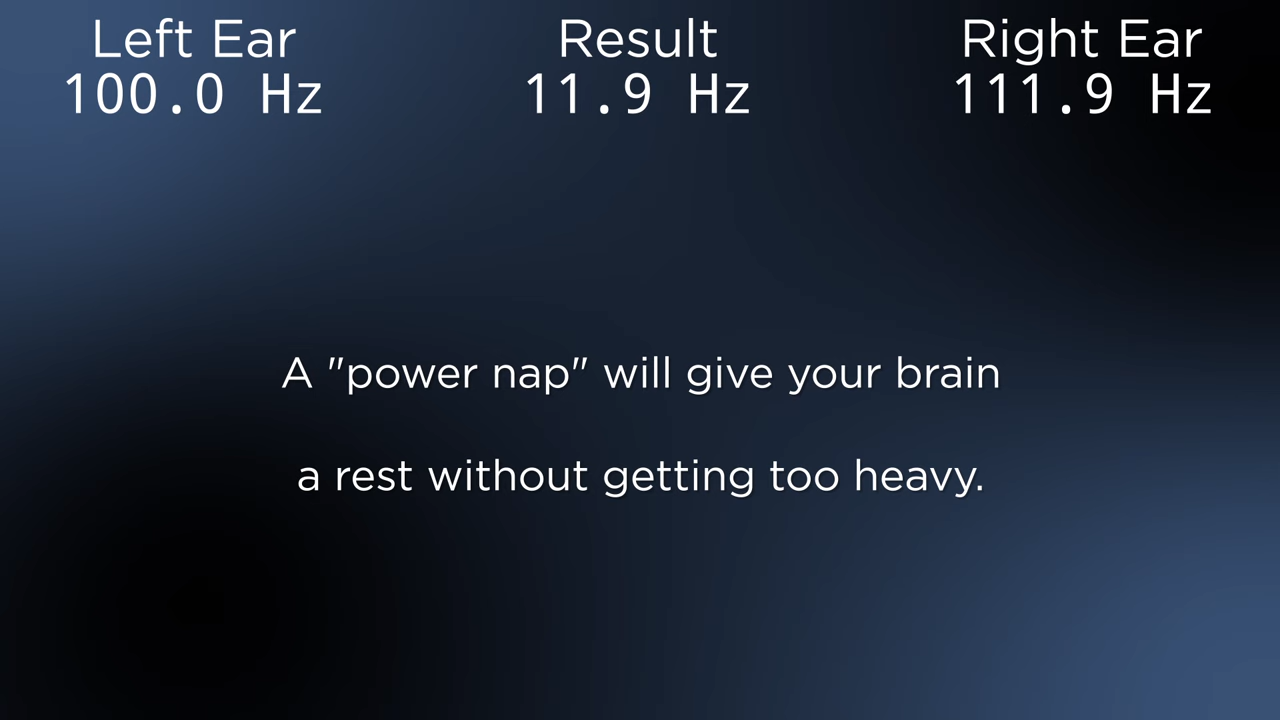 Left Ear
100.0 Hz
Result
11.9 Hz
Right Ear
111.9 Hz
A "power nap" will give your brain
a rest without getting too heavy.